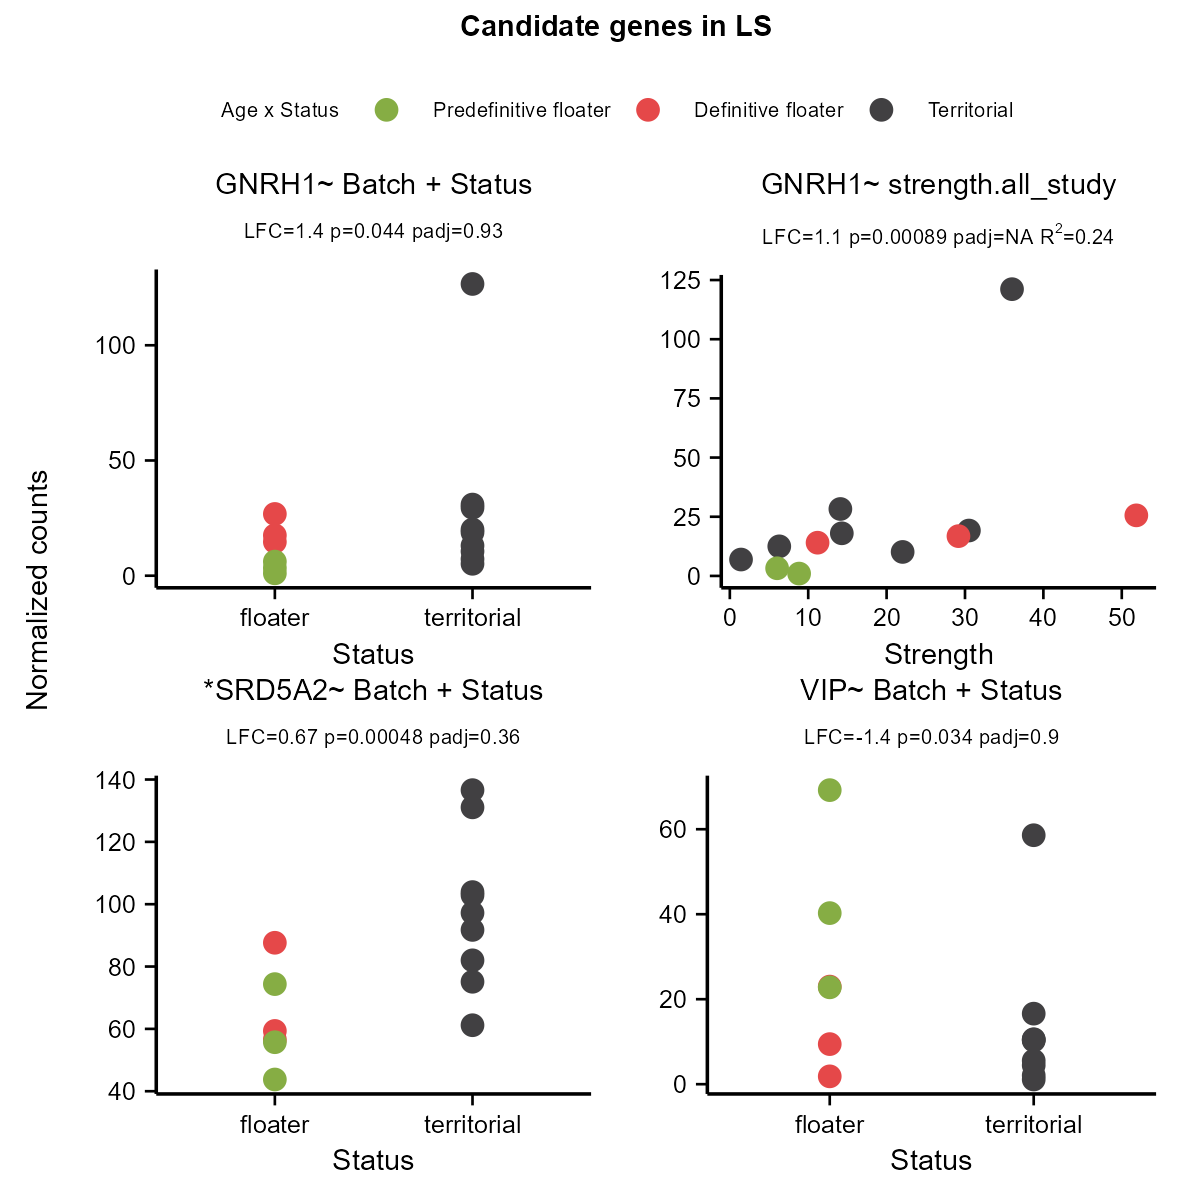 Candidate genes in LS
Age x Status Predefinitive floater Definitive floater Territorial
Normalized counts
GNRH1~ Batch + Status
LFC=1.4 p=0.044 padj=0.93
100
50
0
floater territorial
Status
GNRH1~ strength.all_study
LFC=1.1 p=0.00089 padj=NA R²=0.24
125
100
75
50
25
0
0 10 20 30 40 50
Strength
*SRD5A2~ Batch + Status
LFC=0.67 p=0.00048 padj=0.36
140
120
100
80
60
40
floater territorial
Status
VIP~ Batch + Status
LFC=-1.4 p=0.034 padj=0.9
60
40
20
0
floater territorial
Status